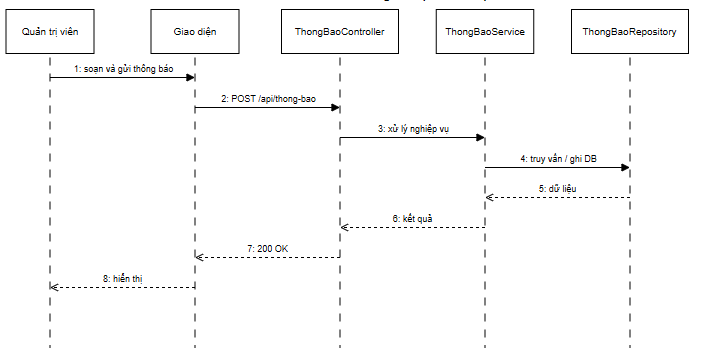 Quản trị viên
Giao diện
ThongBaoController
ThongBaoService
ThongBaoRepository
1: soạn và gửi thông báo
2: POST /api/thong-bao
3: xử lý nghiệp vụ
4: truy vấn / ghi DB
5: dữ liệu
6: kết quả
7: 200 OK
8: hiển thị